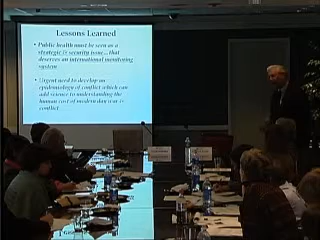 Lessons Learned
• Public health must be seen as a
strategic & security issue... that
deserves an international monitoring
system
• Urgent need to develop an
epidemiology of conflict which can
add science to understanding the
human cost of modern day war &
conflict